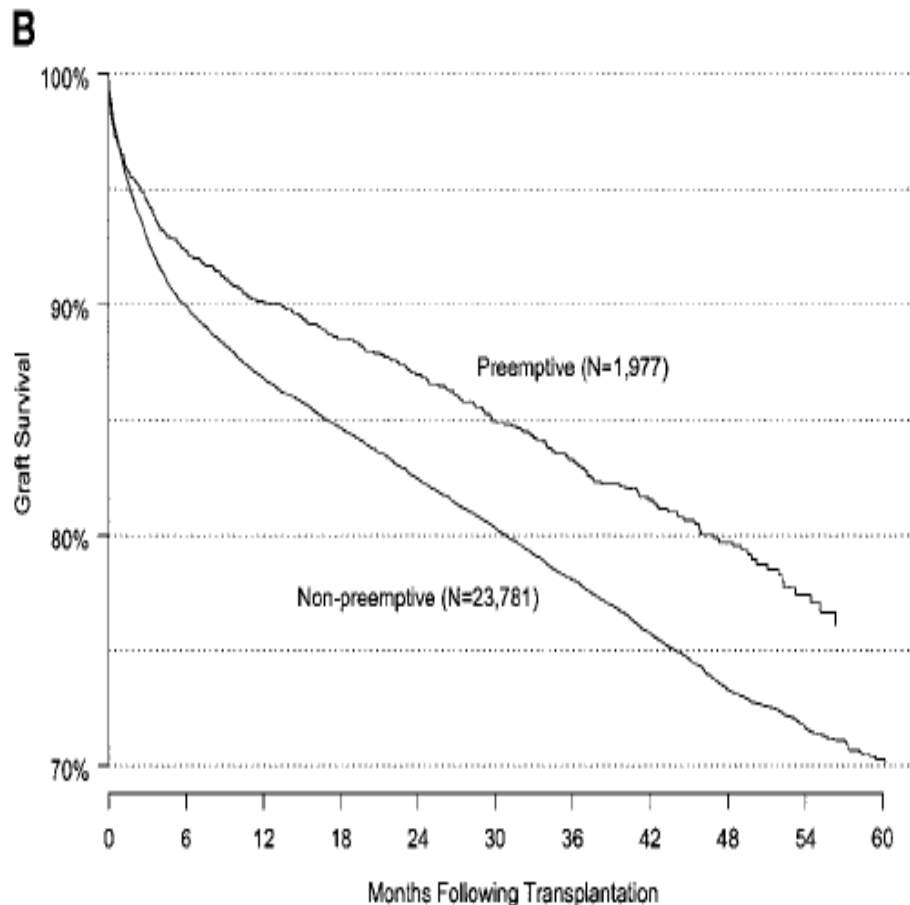 B
100%
90%
80%
70%
Graft Survival
Preemptive (N=1,977)
Non-preemptive (N=23,781)
0 6 12 18 24 30 36 42 48 54 60
Months Following Transplantation